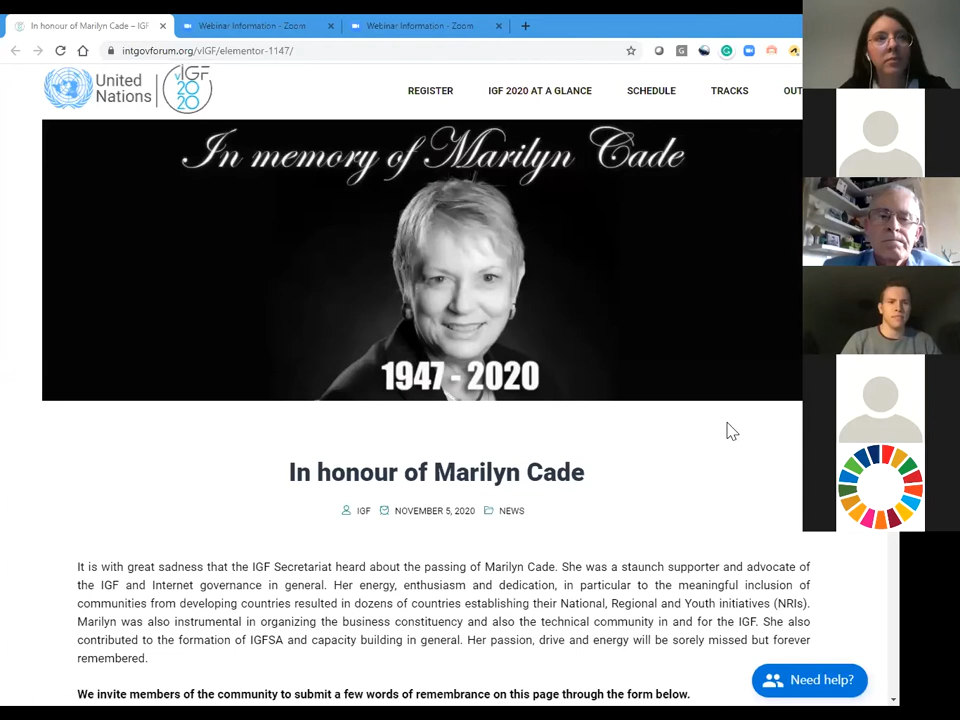 In honour of Marilyn Cade – IGF
Webinar Information - Zoom
Webinar Information - Zoom
intgovforum.org/vIGF/elementor-1147/
United
Nations
vIGF
20
20
REGISTER
IGF 2020 AT A GLANCE
SCHEDULE
TRACKS
OUT
In memory of Marilyn Cade
1947 - 2020
In honour of Marilyn Cade
IGF
NOVEMBER 5, 2020
NEWS
It is with great sadness that the IGF Secretariat heard about the passing of Marilyn Cade. She was a staunch supporter and advocate of
the IGF and Internet governance in general. Her energy, enthusiasm and dedication, in particular to the meaningful inclusion of
communities from developing countries resulted in dozens of countries establishing their National, Regional and Youth initiatives (NRIs).
Marilyn was also instrumental in organizing the business constituency and also the technical community in and for the IGF. She also
contributed to the formation of IGFSA and capacity building in general. Her passion, drive and energy will be sorely missed but forever
remembered.
We invite members of the community to submit a few words of remembrance on this page through the form below.
Need help?